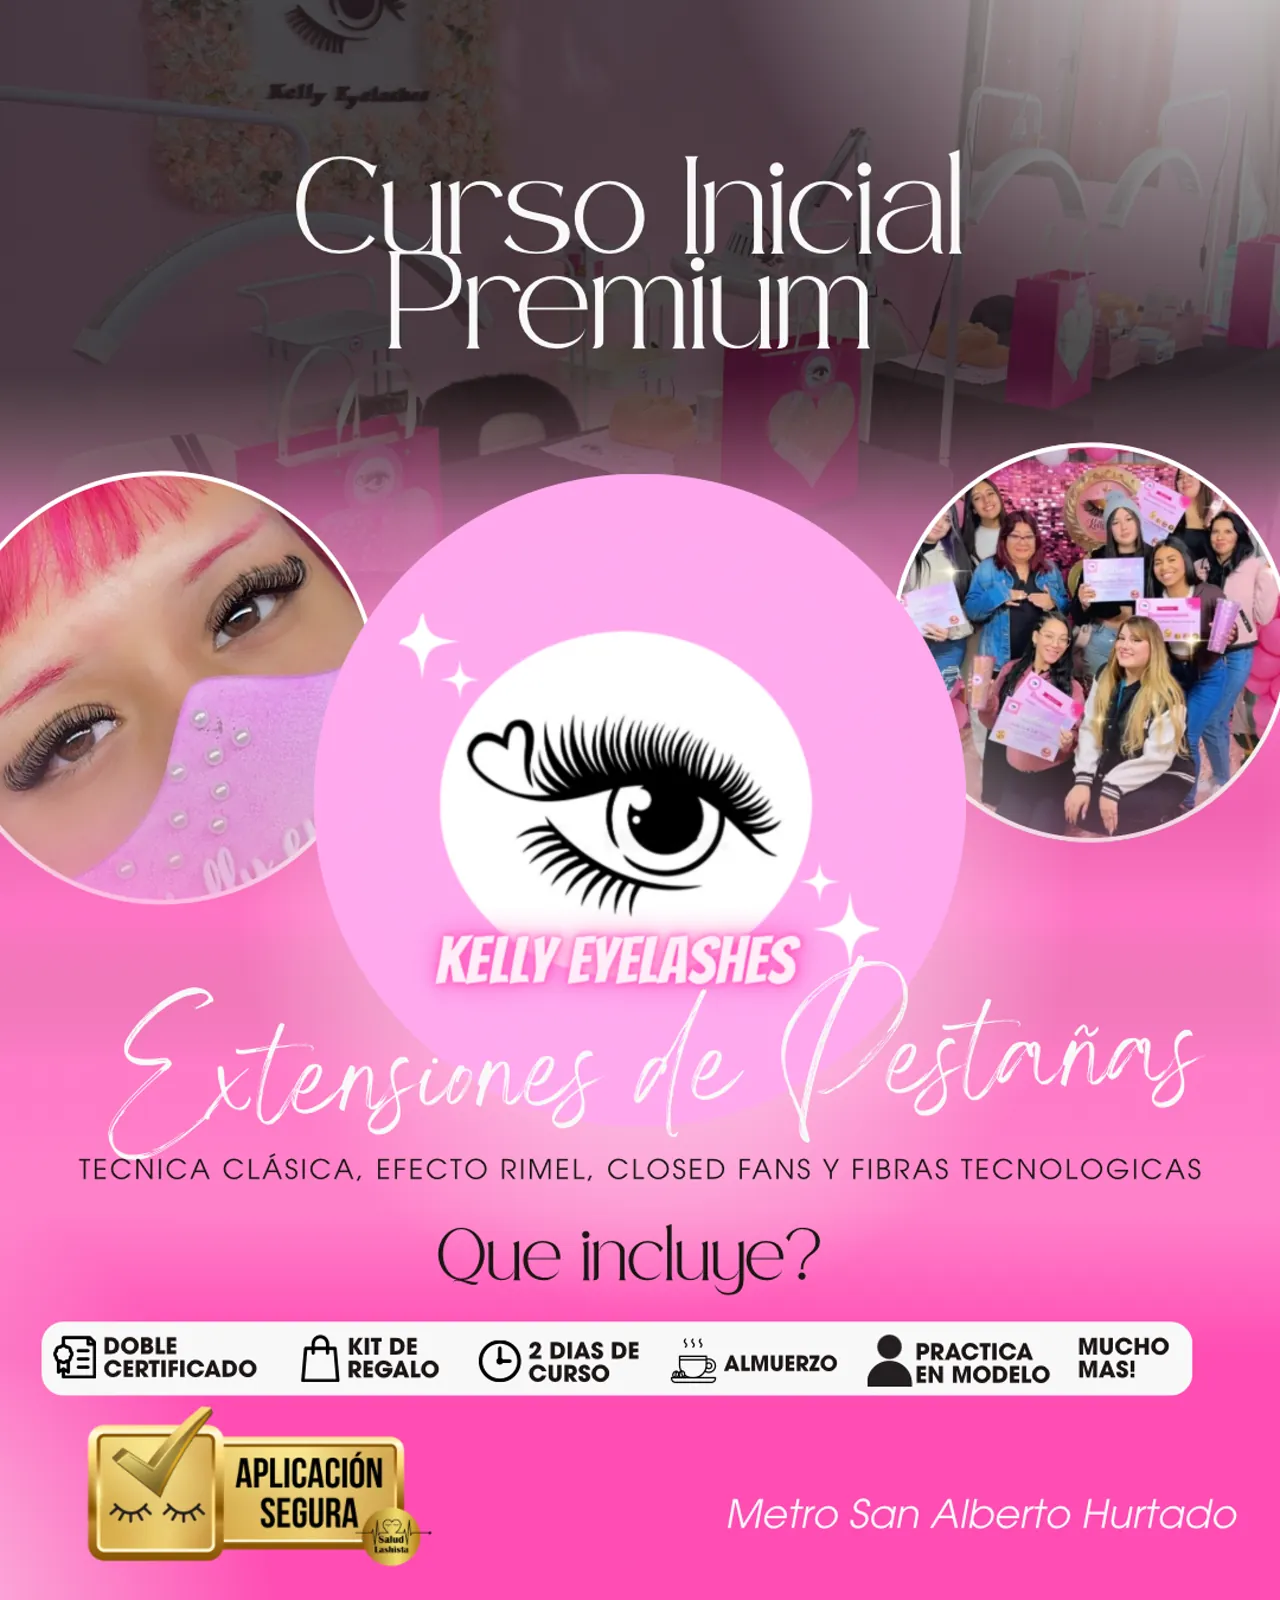 Kelly Eyelashes
Curso Inicial
Premium
KELLY EYELASHES
Extensiones de Pestañas
TECNICA CLÁSICA, EFECTO RIMEL, CLOSED FANS Y FIBRAS TECNOLOGICAS
Que incluye?
DOBLE
CERTIFICADO
KIT DE
REGALO
2 DIAS DE
CURSO
ALMUERZO
PRACTICA
EN MODELO
MUCHO
MAS!
APLICACIÓN
SEGURA
Salud
Lashista
Metro San Alberto Hurtado